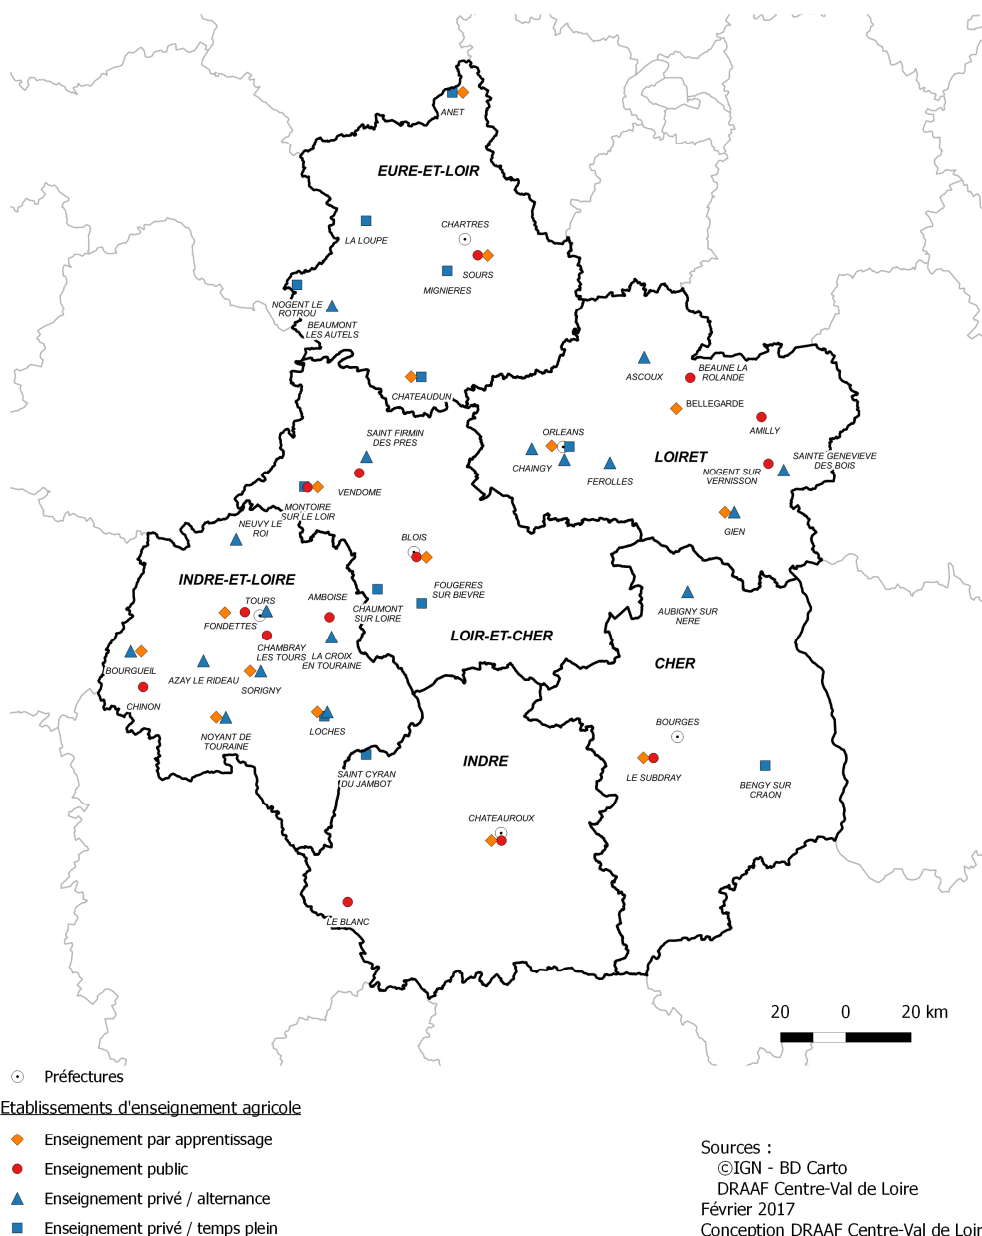 ANET
EURE-ET-LOIR
CHARTRES
LA LOUPE
SOURS
MIGNIERES
NOGENT LE
ROTROU
BEAUMONT
LES AUTELS
CHATEAUDUN
ASCOUX
BEAUNE LA
ROLANDE
BELLEGARDE
AMILLY
ORLEANS
CHAINGY
LOIRET
FEROLLES
NOGENT SUR
VERNISSON
SAINTE GENEVIEVE
DES BOIS
GIEN
SAINT FIRMIN
DES PRES
VENDOME
MONTOIRE
SUR LE LOIR
NEUVY LE
ROI
BLOIS
FOUGERES
SUR BIEVRE
CHAUMONT
SUR LOIRE
LOIR-ET-CHER
INDRE-ET-LOIRE
TOURS
FONDETTES
AMBOISE
CHAMBRAY
LES TOURS
LA CROIX
EN TOURAINE
BOURGUEIL
AZAY LE RIDEAU
SORIGNY
CHINON
NOYANT DE
TOURAINE
LOCHES
AUBIGNY SUR
NERE
CHER
BOURGES
LE SUBDRAY
BENGY SUR
CRAON
SAINT CYRAN
DU JAMBOT
INDRE
CHATEAUROUX
LE BLANC
20 0 20 km
Préfectures
Etablissements d'enseignement agricole
Enseignement par apprentissage
Enseignement public
Enseignement privé / alternance
Enseignement privé / temps plein
Sources :
©IGN - BD Carto
DRAAF Centre-Val de Loire
Février 2017
Conception DRAAF Centre-Val de Loir